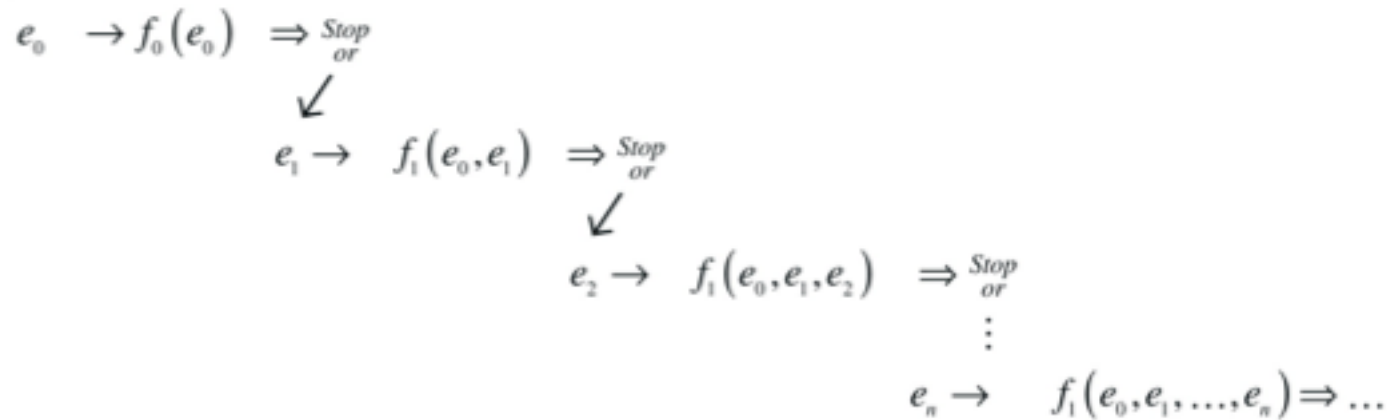 e₀ → f₀(e₀) ⇒ Stop
or
↙
e₁ → f₁(e₀,e₁) ⇒ Stop
or
↙
e₂ → f₁(e₀,e₁,e₂) ⇒ Stop
or
⋮
eₙ → f₁(e₀,e₁,...,eₙ) ⇒ ...